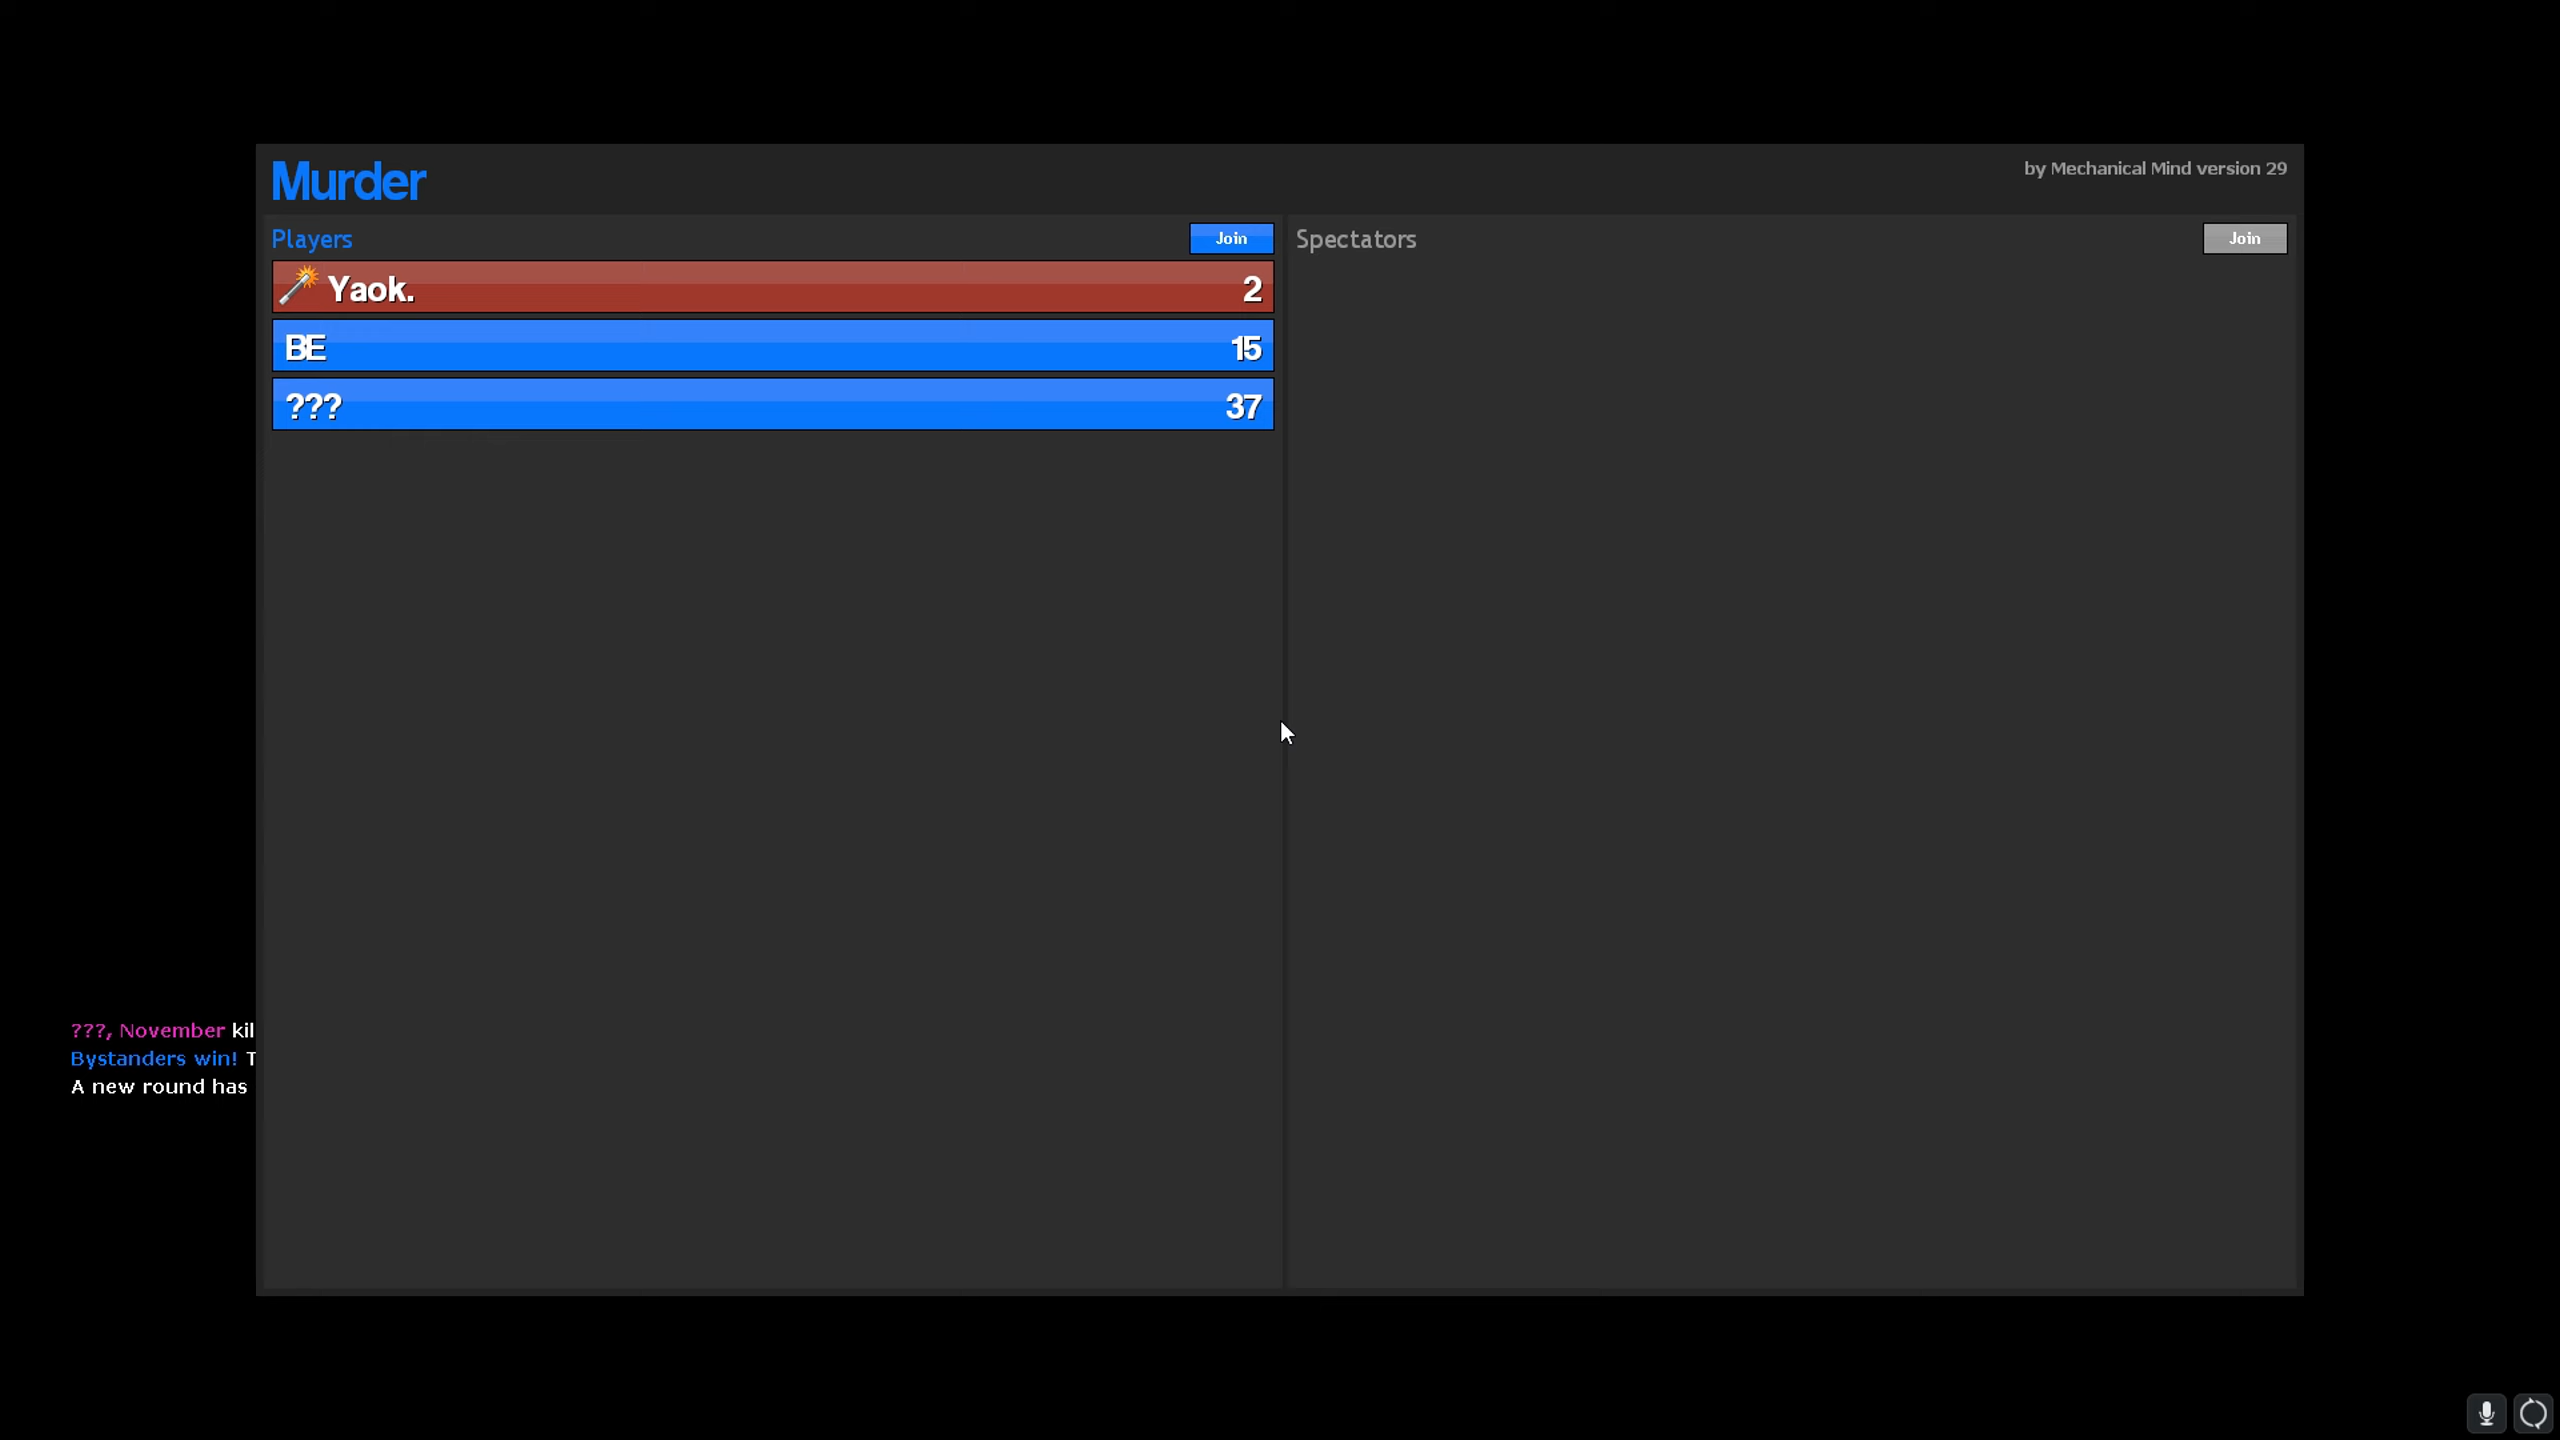 Murder
by Mechanical Mind version 29
Players
Join
Spectators
Join
Yaok.
2
BE
15
???
37
???, November kil
Bystanders win! T
A new round has